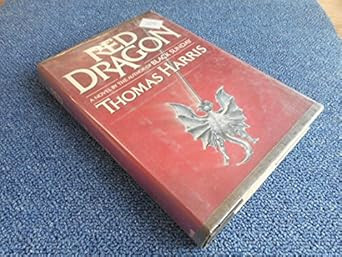 RED
DRAGON
A NOVEL BY THE AUTHOR OF BLACK SUNDAY
THOMAS HARRIS